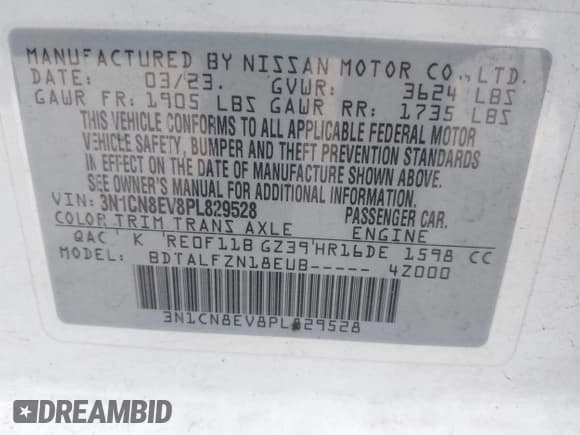 MANUFACTURED BY NISSAN MOTOR CO., LTD.
DATE: 03/23. GVWR: 3624 LBS
GAWR FR: 1905 LBS GAWR RR: 1735 LBS
THIS VEHICLE CONFORMS TO ALL APPLICABLE FEDERAL MOTOR
VEHICLE SAFETY, BUMPER AND THEFT PREVENTION STANDARDS
IN EFFECT ON THE DATE OF MANUFACTURE SHOWN ABOVE.
SEE OWNER'S MANUAL FOR ADDITIONAL INFORMATION.
VIN: 3N1CN8EV8PL829528 PASSENGER CAR.
COLOR TRIM TRANS AXLE ENGINE
QAC ' K 'RE0F11B GZ39'HR16DE 1598 CC
BDTALFZN18EUB----- 4Z000
3N1CN8EV8PL829528
DREAMBID